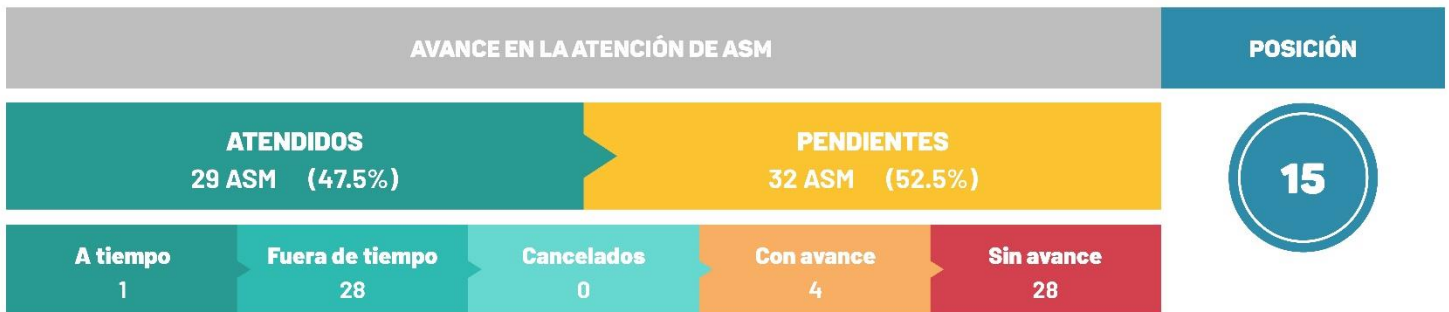 AVANCE EN LA ATENCIÓN DE ASM
POSICIÓN
ATENDIDOS
29 ASM (47.5%)
PENDIENTES
32 ASM (52.5%)
15
A tiempo
1
Fuera de tiempo
28
Cancelados
0
Con avance
4
Sin avance
28